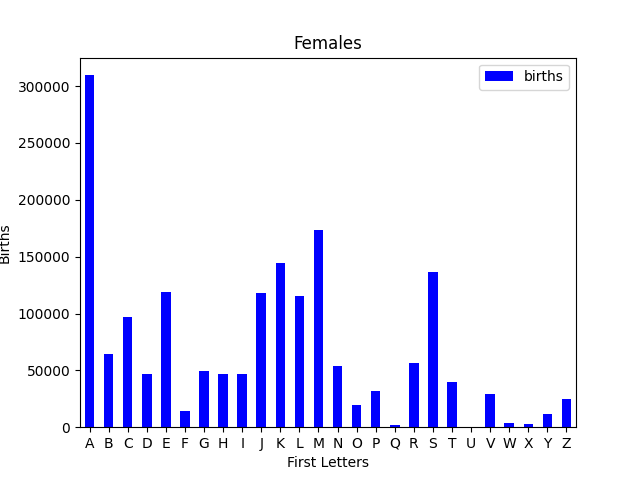 Females
births
300000
250000
200000
150000
100000
50000
0
Births
A B C D E F G H I J K L M N O P Q R S T U V W X Y Z
First Letters